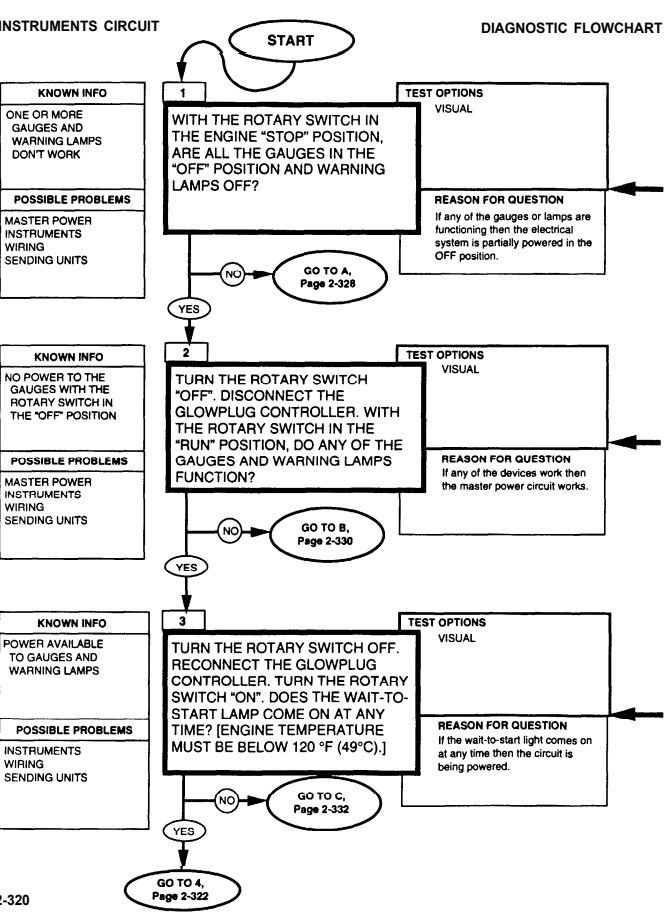 INSTRUMENTS CIRCUIT
DIAGNOSTIC FLOWCHART
START
KNOWN INFO
ONE OR MORE
GAUGES AND
WARNING LAMPS
DON'T WORK
POSSIBLE PROBLEMS
MASTER POWER
INSTRUMENTS
WIRING
SENDING UNITS
1
WITH THE ROTARY SWITCH IN
THE ENGINE “STOP” POSITION,
ARE ALL THE GAUGES IN THE
“OFF” POSITION AND WARNING
LAMPS OFF?
TEST OPTIONS
VISUAL
REASON FOR QUESTION
If any of the gauges or lamps are
functioning then the electrical
system is partially powered in the
OFF position.
NO
GO TO A,
Page 2-328
YES
KNOWN INFO
NO POWER TO THE
GAUGES WITH THE
ROTARY SWITCH IN
THE "OFF" POSITION
POSSIBLE PROBLEMS
MASTER POWER
INSTRUMENTS
WIRING
SENDING UNITS
2
TURN THE ROTARY SWITCH
“OFF”. DISCONNECT THE
GLOWPLUG CONTROLLER. WITH
THE ROTARY SWITCH IN THE
“RUN” POSITION, DO ANY OF THE
GAUGES AND WARNING LAMPS
FUNCTION?
TEST OPTIONS
VISUAL
REASON FOR QUESTION
If any of the devices work then
the master power circuit works.
NO
GO TO B,
Page 2-330
YES
KNOWN INFO
POWER AVAILABLE
TO GAUGES AND
WARNING LAMPS
POSSIBLE PROBLEMS
INSTRUMENTS
WIRING
SENDING UNITS
3
TURN THE ROTARY SWITCH OFF.
RECONNECT THE GLOWPLUG
CONTROLLER. TURN THE ROTARY
SWITCH “ON”. DOES THE WAIT-TO-
START LAMP COME ON AT ANY
TIME? [ENGINE TEMPERATURE
MUST BE BELOW 120 °F (49°C).]
TEST OPTIONS
VISUAL
REASON FOR QUESTION
If the wait-to-start light comes on
at any time then the circuit is
being powered.
NO
GO TO C,
Page 2-332
YES
GO TO 4,
Page 2-322
2-320